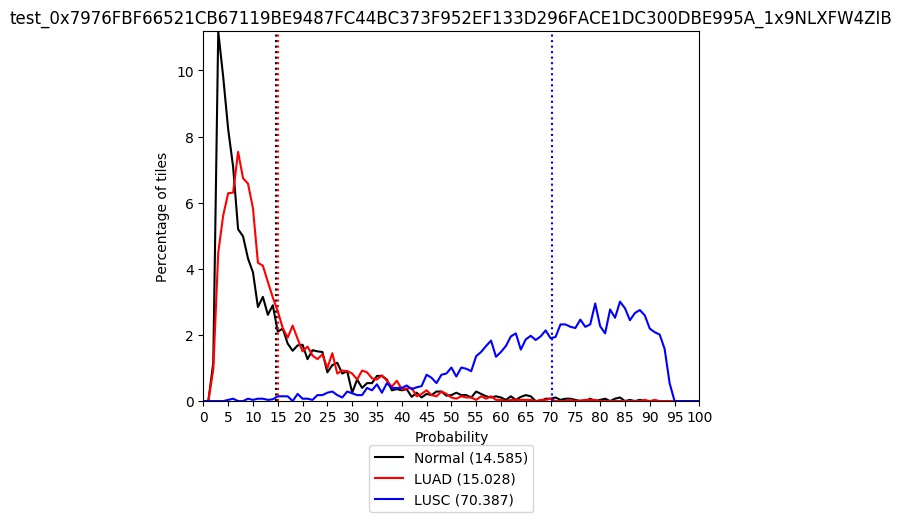 test_0x7976FBF66521CB67119BE9487FC44BC373F952EF133D296FACE1DC300DBE995A_1x9NLXFW4ZIB
10
8
6
4
2
0
Percentage of tiles
0 5 10 15 20 25 30 35 40 45 50 55 60 65 70 75 80 85 90 95 100
Probability
Normal (14.585)
LUAD (15.028)
LUSC (70.387)